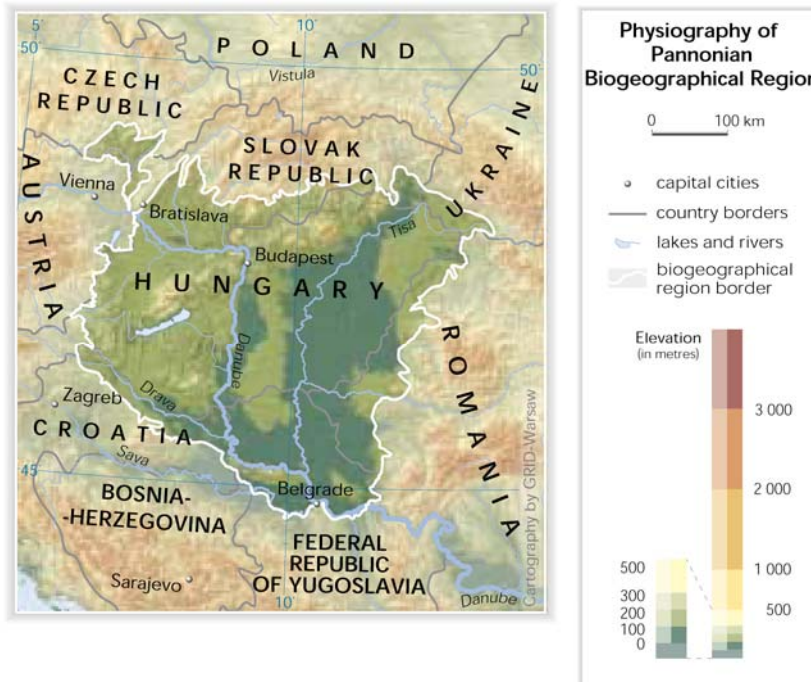 5°
10°
50°
POLAND
Vistula
50°
CZECH
REPUBLIC
UKRAINE
SLOVAK
REPUBLIC
AUSTRIA
Vienna
Bratislava
Tisa
Budapest
HUNGARY
Danube
ROMANIA
Drava
Zagreb
CROATIA
Sava
45
Belgrade
BOSNIA-
-HERZEGOVINA
FEDERAL
REPUBLIC
OF YUGOSLAVIA
Sarajevo
10°
Danube
Cartography by GRID-Warsaw
Physiography of
Pannonian
Biogeographical Region
0 100 km
capital cities
country borders
lakes and rivers
biogeographical
region border
Elevation
(in metres)
3 000
2 000
1 000
500
500
300
200
100
0